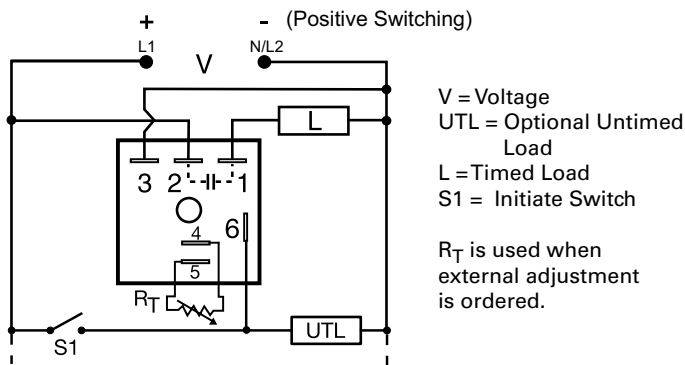 + - (Positive Switching)
L1 V N/L2
L
3 2 1
6
4
5
RT
S1 UTL
V = Voltage
UTL = Optional Untimed
Load
L = Timed Load
S1 = Initiate Switch
RT is used when
external adjustment
is ordered.